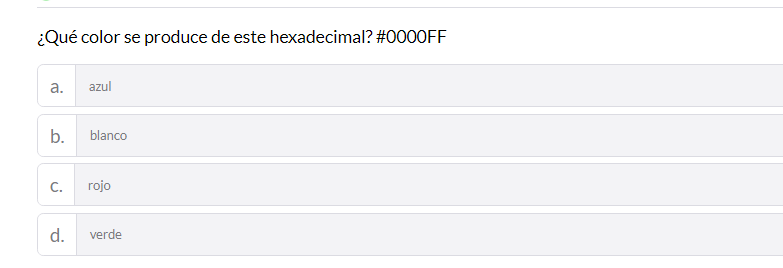 ¿Qué color se produce de este hexadecimal? #0000FF
a. azul
b. blanco
c. rojo
d. verde